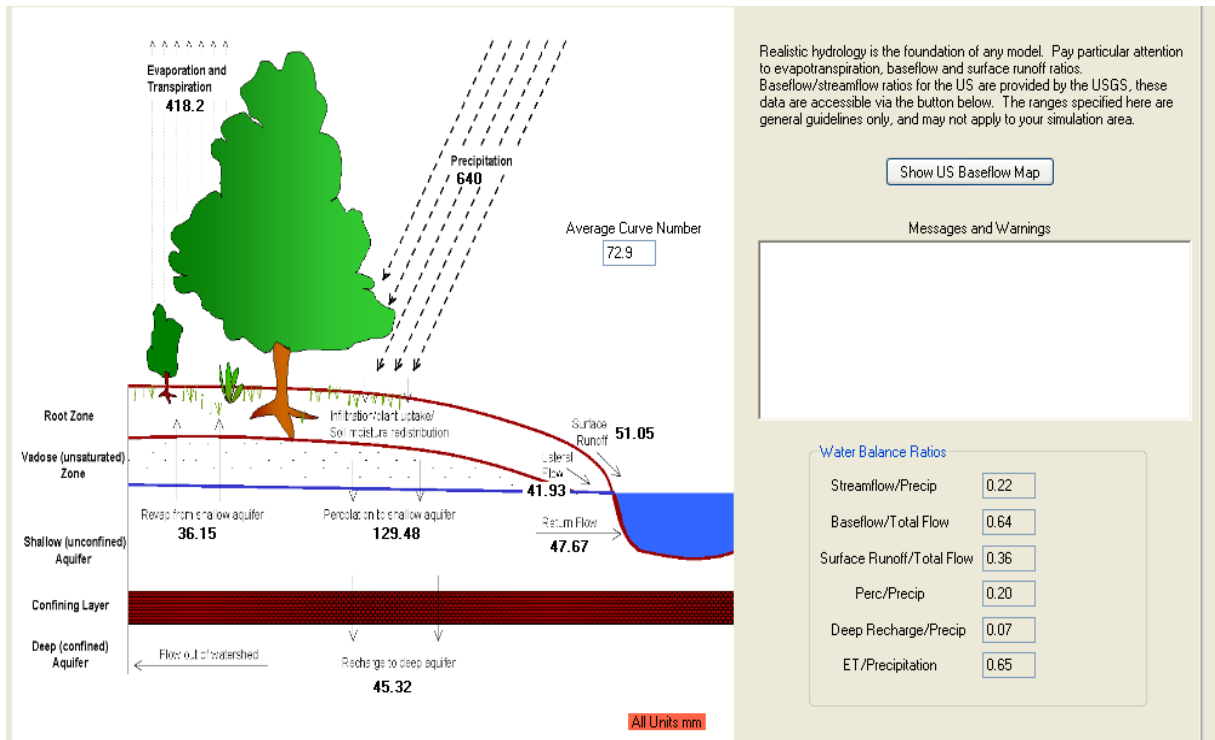 Evaporation and
Transpiration
418.2
Precipitation
640
Average Curve Number
72.9
Root Zone
Infiltration/plant uptake/
Soil moisture redistribution
Surface
Runoff
51.05
Vadose (unsaturated)
Zone
Lateral
Flow
41.93
Revap from shallow aquifer
36.15
Percolation to shallow aquifer
129.48
Return Flow
47.67
Shallow (unconfined)
Aquifer
Confining Layer
Deep (confined)
Aquifer
Flow out of watershed
Recharge to deep aquifer
45.32
All Units mm
Realistic hydrology is the foundation of any model. Pay particular attention
to evapotranspiration, baseflow and surface runoff ratios.
Baseflow/streamflow ratios for the US are provided by the USGS, these
data are accessible via the button below. The ranges specified here are
general guidelines only, and may not apply to your simulation area.
Show US Baseflow Map
Messages and Warnings
Water Balance Ratios
Streamflow/Precip 0.22
Baseflow/Total Flow 0.64
Surface Runoff/Total Flow 0.36
Perc/Precip 0.20
Deep Recharge/Precip 0.07
ET/Precipitation 0.65